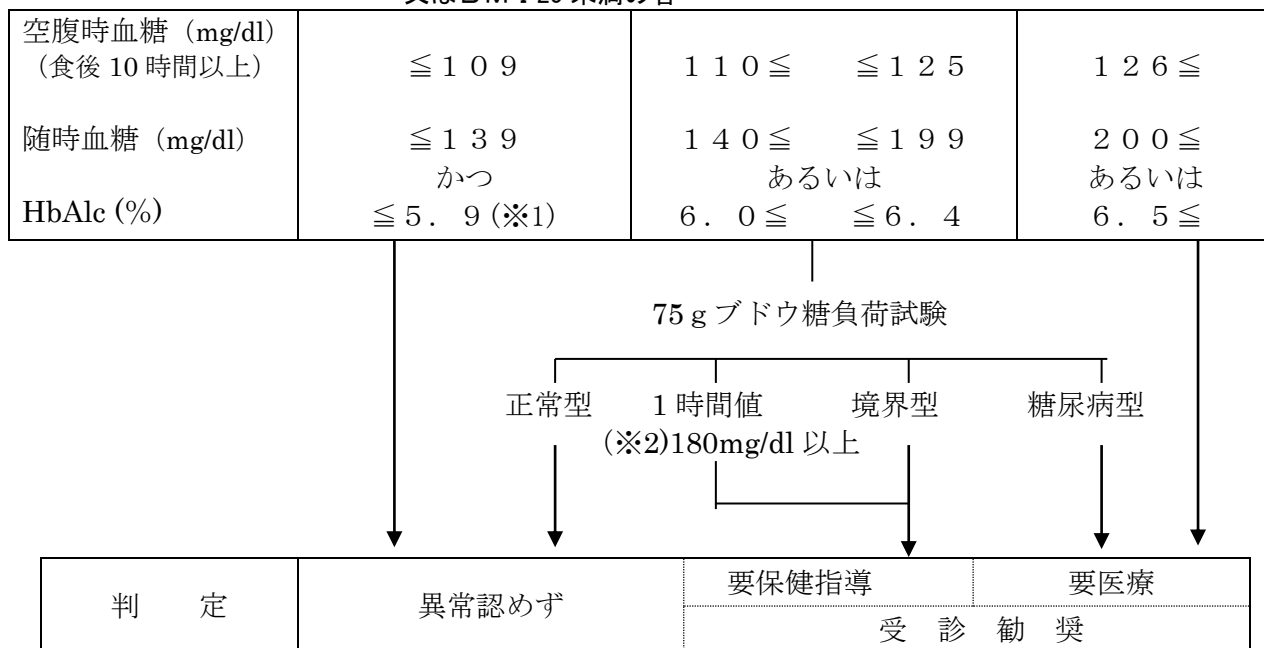 空腹時血糖（mg/dl）
（食後 10 時間以上） ≦１０９ １１０≦ ≦１２５ １２６≦
随時血糖（mg/dl） ≦１３９ １４０≦ ≦１９９ ２００≦
かつ あるいは あるいは
HbAlc (%) ≦５．９(※1) ６．０≦ ≦６．４ ６．５≦
75ｇブドウ糖負荷試験
正常型 １時間値 境界型 糖尿病型
(※2)180mg/dl 以上
要保健指導 要医療
判 定 異常認めず
受 診 勧 奨